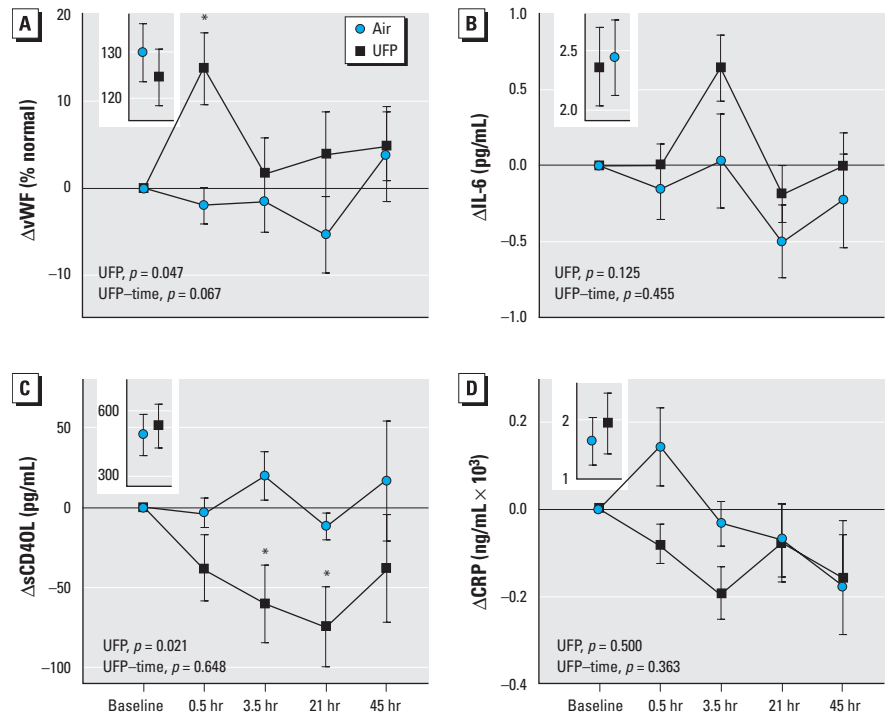 A
20
10
0
–10
ΔvWF (% normal)
130
120
*
Air
UFP
UFP, p = 0.047
UFP–time, p = 0.067
B
1.0
0.5
0.0
–0.5
–1.0
ΔIL-6 (pg/mL)
2.5
2.0
UFP, p = 0.125
UFP–time, p =0.455
C
50
0
–50
–100
ΔsCD40L (pg/mL)
600
300
*
*
UFP, p = 0.021
UFP–time, p = 0.648
Baseline 0.5 hr 3.5 hr 21 hr 45 hr
D
0.2
0.0
–0.2
–0.4
ΔCRP (ng/mL × 10³)
2
1
UFP, p = 0.500
UFP–time, p = 0.363
Baseline 0.5 hr 3.5 hr 21 hr 45 hr